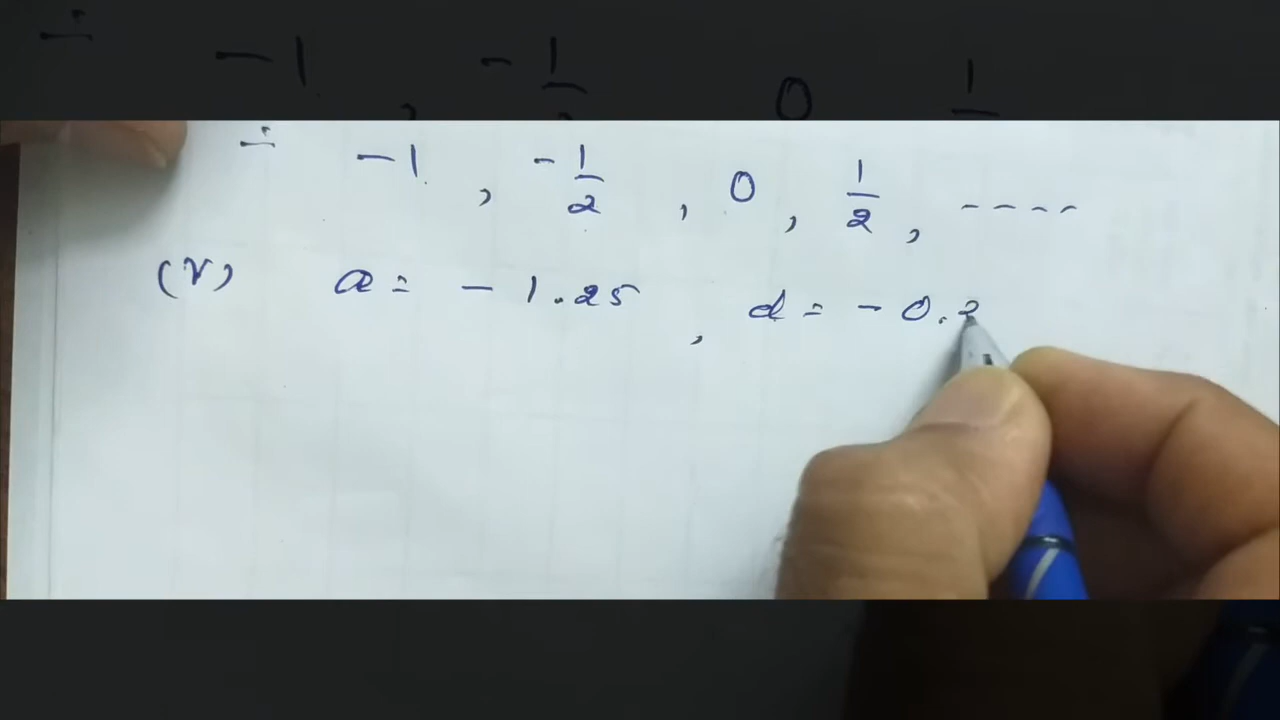 ÷ -1, -1/2, 0, 1/2, ----
(V) a = -1.25, d = -0.2